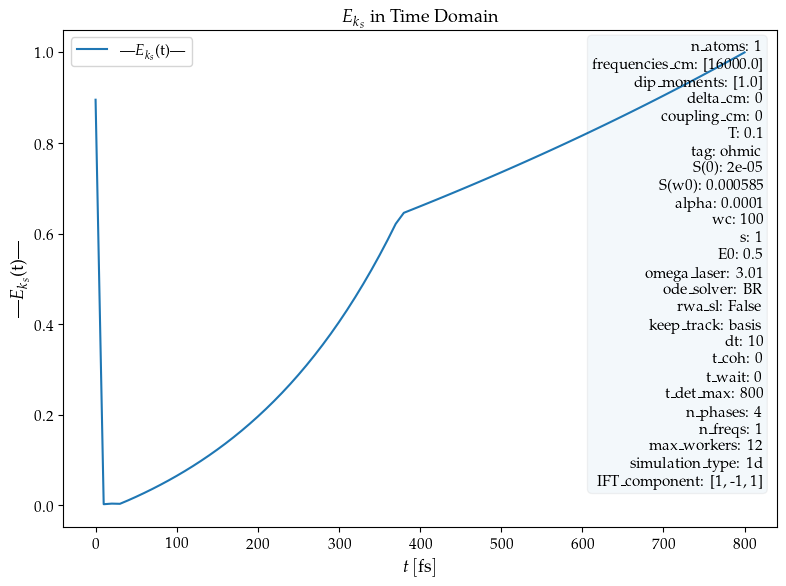 E_{k_s} in Time Domain
—E_{k_s}(t)—
n_atoms: 1
frequencies_cm: [16000.0]
dip_moments: [1.0]
delta_cm: 0
coupling_cm: 0
T: 0.1
tag: ohmic
S(0): 2e-05
S(w0): 0.000585
alpha: 0.0001
wc: 100
s: 1
E0: 0.5
omega_laser: 3.01
ode_solver: BR
rwa_sl: False
keep_track: basis
dt: 10
t_coh: 0
t_wait: 0
t_det_max: 800
n_phases: 4
n_freqs: 1
max_workers: 12
simulation_type: 1d
IFT_component: [1, -1, 1]
—E_{k_s}(t)—
1.0
0.8
0.6
0.4
0.2
0.0
0 100 200 300 400 500 600 700 800
t [fs]